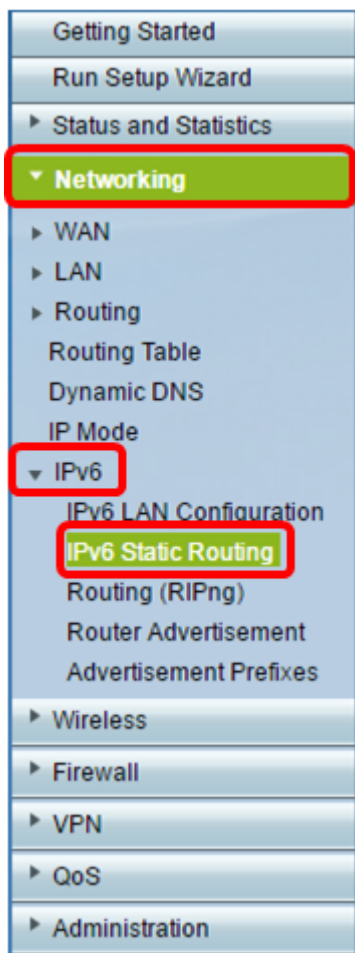 Getting Started
Run Setup Wizard
Status and Statistics
Networking
WAN
LAN
Routing
Routing Table
Dynamic DNS
IP Mode
IPv6
IPv6 LAN Configuration
IPv6 Static Routing
Routing (RIPng)
Router Advertisement
Advertisement Prefixes
Wireless
Firewall
VPN
QoS
Administration